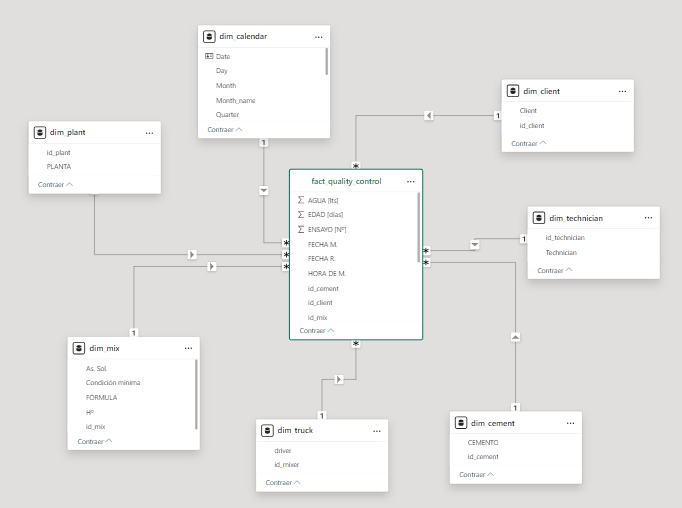 dim_calendar
Date
Day
Month
Month_name
Quarter
Contraer
1
dim_client
Client
id_client
Contraer
1
dim_plant
id_plant
PLANTA
Contraer
fact_quality_control
AGUA [lts]
EDAD [días]
ENSAYO [Nº]
FECHA M.
FECHA R.
HORA DE M.
id_cement
id_client
id_mix
Contraer
*
*
*
*
*
*
*
dim_technician
id_technician
Technician
Contraer
1
dim_mix
As. Sol.
Condición mínima
FÓRMULA
Hº
id_mix
Contraer
1
dim_truck
driver
id_mixer
Contraer
1
dim_cement
CEMENTO
id_cement
Contraer
1